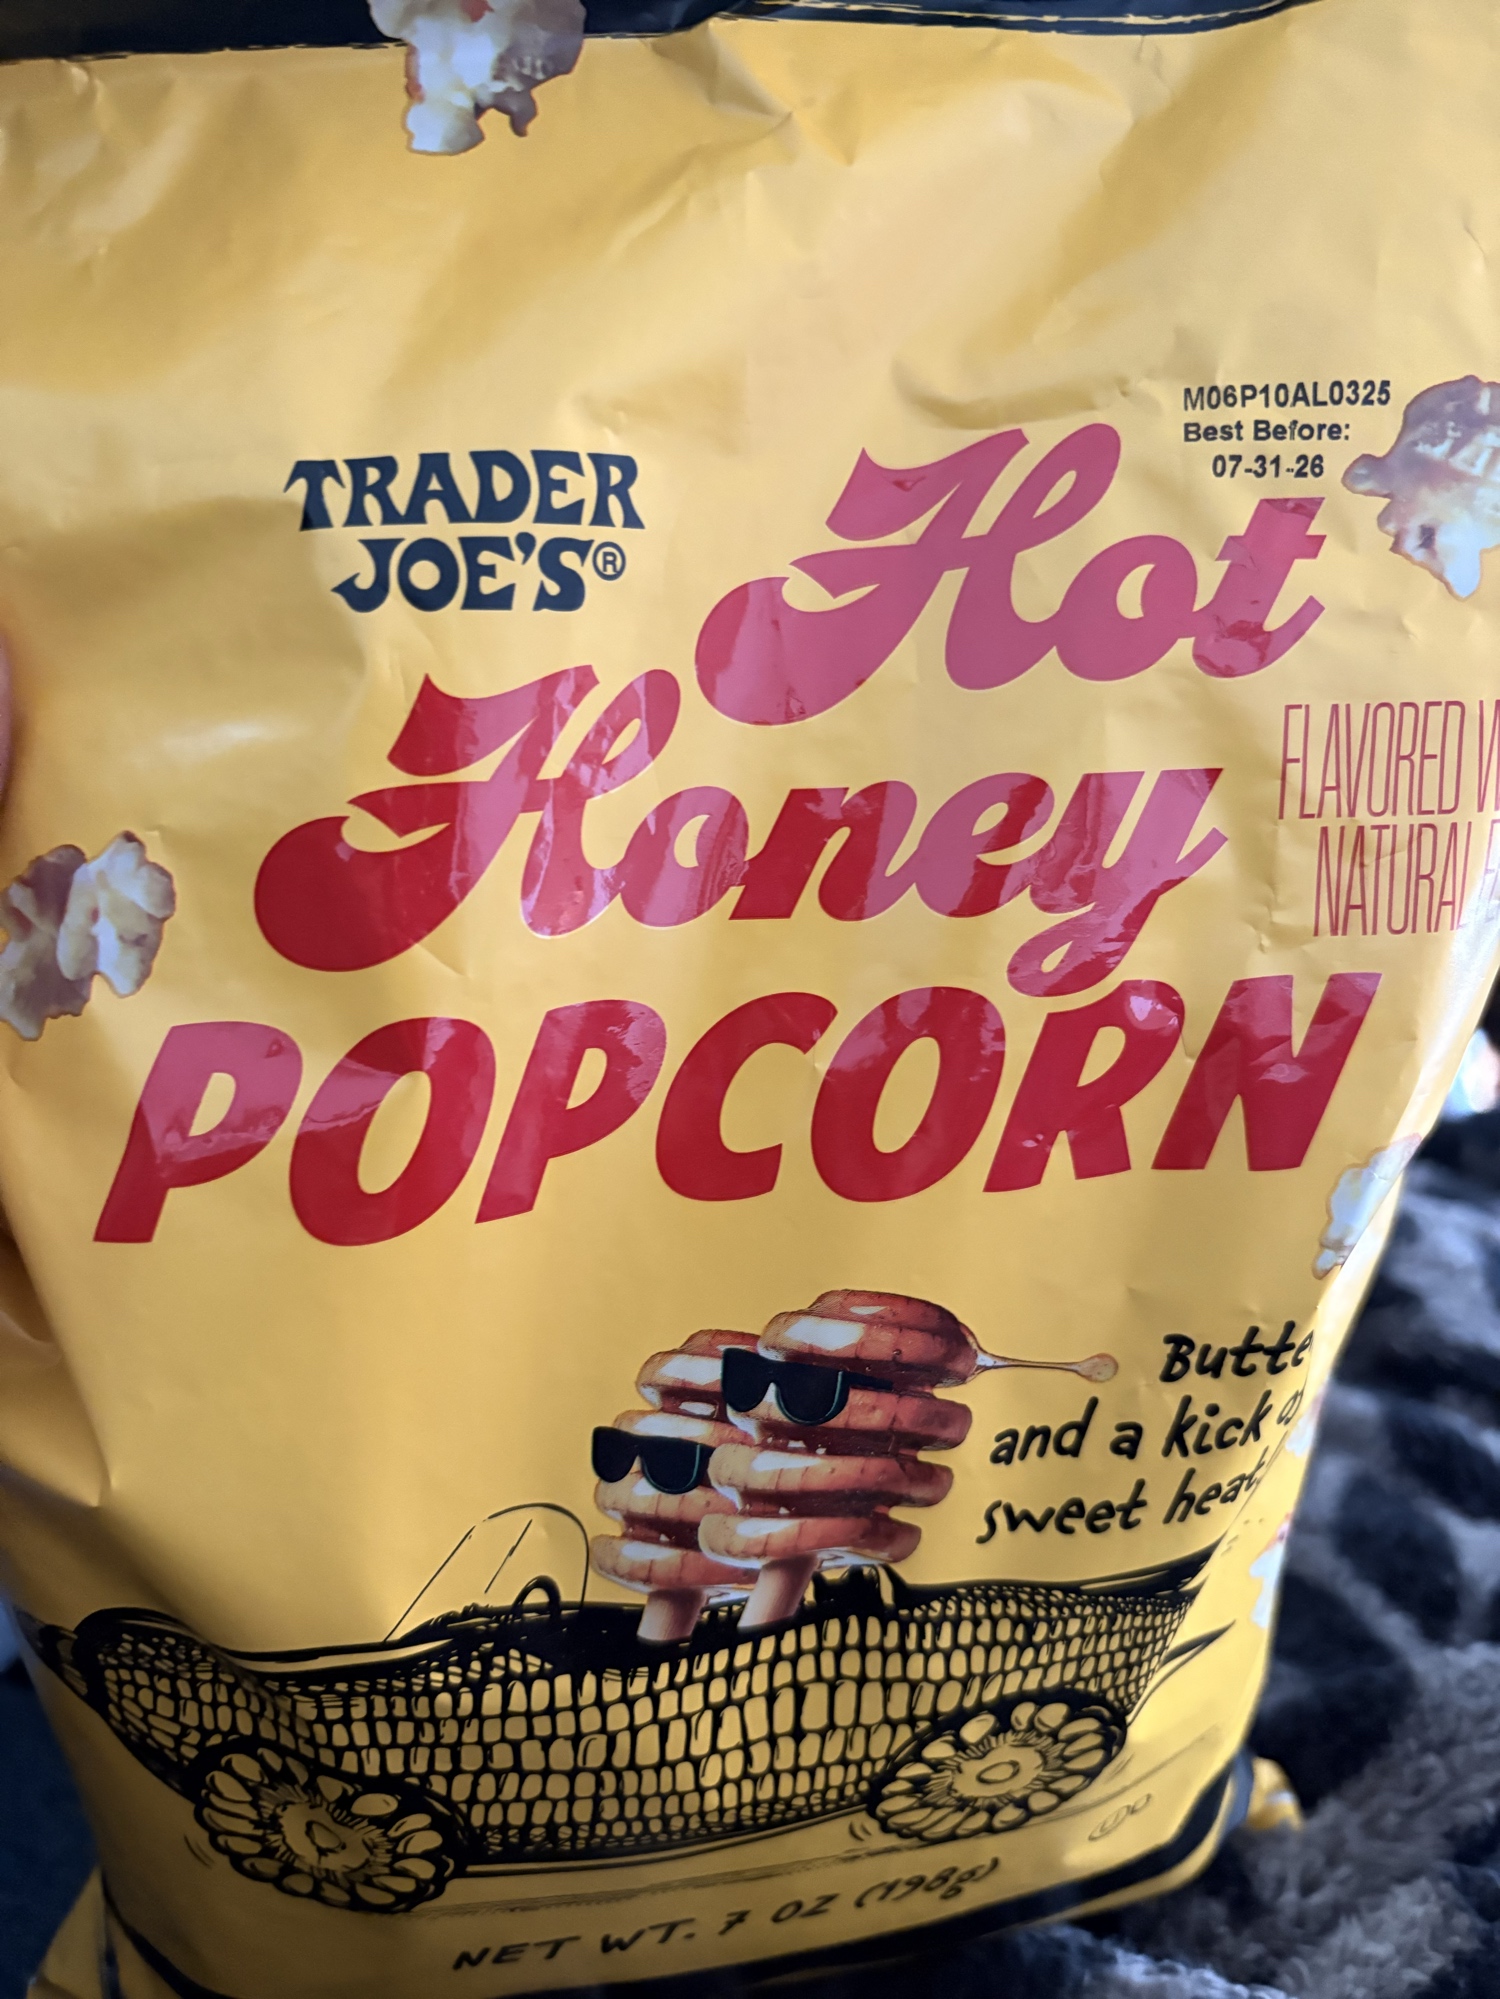 TRADER
JOE'S®
M06P10AL0325
Best Before:
07-31-26
Hot
Honey
POPCORN
FLAVORED
NATURAL
and a kick
sweet heat
NET WT. 7 OZ (198g)